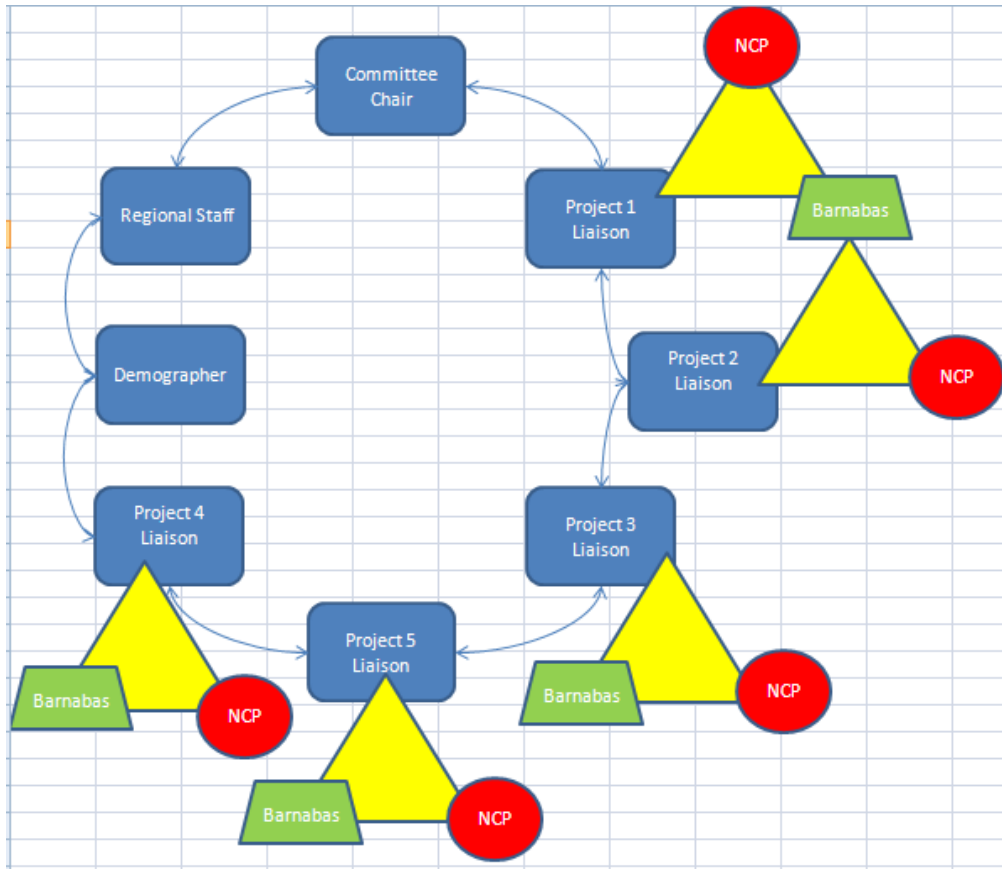 NCP
Committee
Chair
Regional Staff
Project 1
Liaison
Barnabas
Demographer
Project 2
Liaison
NCP
Project 4
Liaison
Project 3
Liaison
Barnabas
NCP
Project 5
Liaison
Barnabas
NCP
Barnabas
NCP